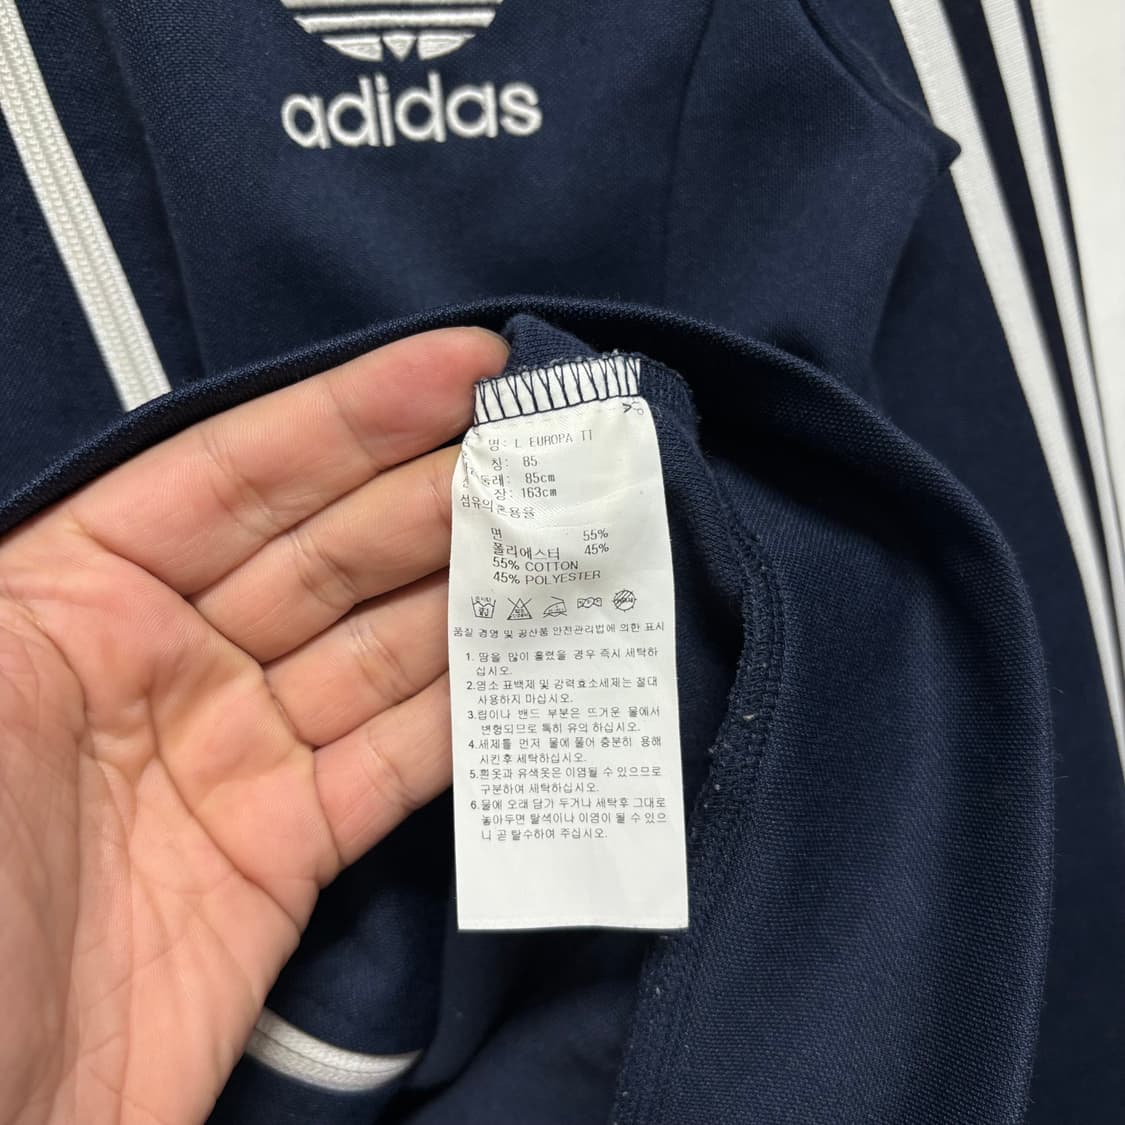 adidas
명: L EUROPA TT
칭: 85
둘레: 85cm
장: 163cm
섬유의혼용율
면 55%
폴리에스터 45%
55% COTTON
45% POLYESTER
품질 경영 및 공산품 안전관리법에 의한 표시
1. 땀을 많이 흘렸을 경우 즉시 세탁하
십시오.
2.염소 표백제 및 강력효소세제는 절대
사용하지 마십시오.
3.립이나 밴드 부분은 뜨거운 물에서
변형되므로 특히 유의 하십시오.
4.세제를 먼저 물에 풀어 충분히 용해
시킨후 세탁하십시오.
5.흰옷과 유색옷은 이염될 수 있으므로
구분하여 세탁하십시오.
6.물에 오래 담가 두거나 세탁후 그대로
놓아두면 탈색이나 이염이 될 수 있으
니 곧 탈수하여 주십시오.